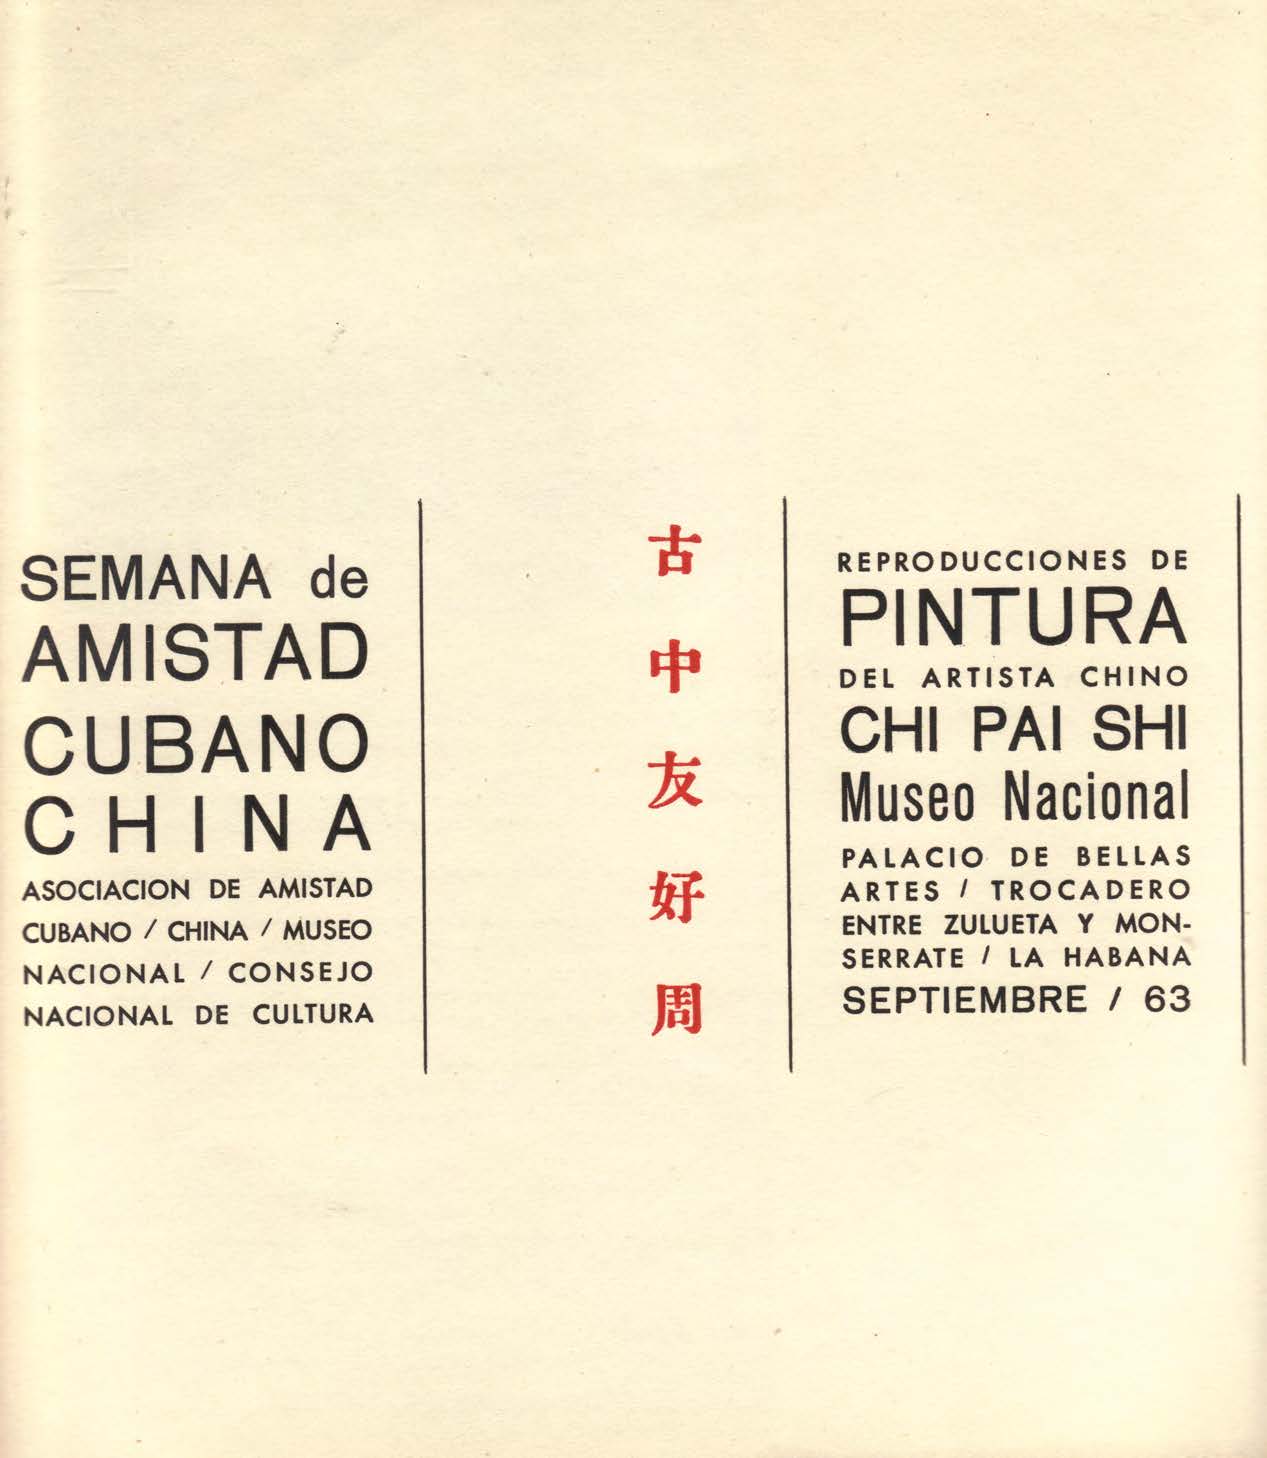 SEMANA de
AMISTAD
CUBANO
CHINA
ASOCIACION DE AMISTAD
CUBANO / CHINA / MUSEO
NACIONAL / CONSEJO
NACIONAL DE CULTURA
古
中
友
好
周
REPRODUCCIONES DE
PINTURA
DEL ARTISTA CHINO
CHI PAI SHI
Museo Nacional
PALACIO DE BELLAS
ARTES / TROCADERO
ENTRE ZULUETA Y MON-
SERRATE / LA HABANA
SEPTIEMBRE / 63